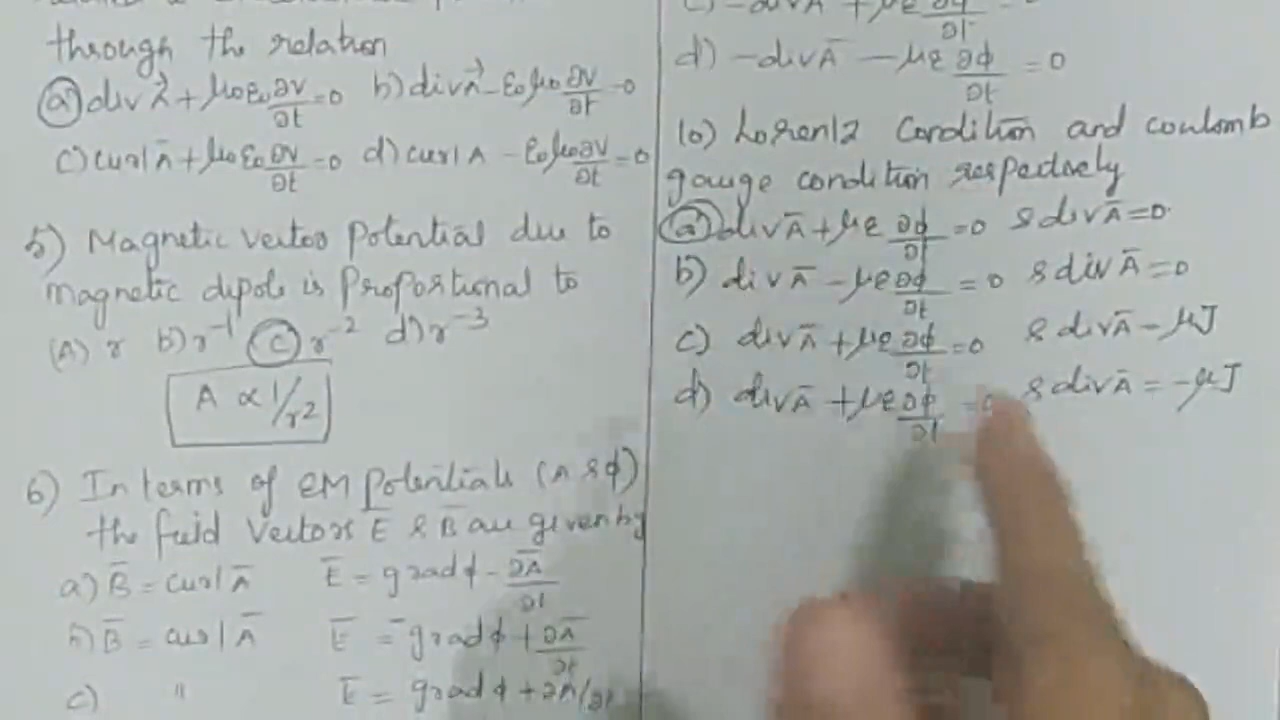 through the relation
(a) div A⃗ + μ₀ε₀ ∂V/∂t = 0 b) div A⃗ - ε₀μ₀ ∂V/∂t = 0
c) curl A̅ + μ₀ε₀ ∂V/∂t = 0 d) curl A - ε₀μ₀ ∂V/∂t = 0
5) Magnetic vector Potential due to
magnetic dipole is Proportional to
(A) r b) r⁻¹ (c) r⁻² d) r⁻³
A ∝ 1/r²
6) In terms of EM Potentials (A & ϕ)
the field Vectors E̅ & B̅ are given by
a) B̅ = curl A̅ E̅ = grad ϕ - ∂A̅/∂t
b) B̅ = curl A̅ E̅ = -grad ϕ + ∂A̅/∂t
c) " E̅ = grad ϕ + ∂A/∂t
d) -div A̅ - με ∂ϕ/∂t = 0
10) Lorentz Condition and coulomb
gauge condition respectively
(a) div A̅ + με ∂ϕ/∂t = 0 & div A̅ = 0.
b) div A̅ - με ∂ϕ/∂t = 0 & div A̅ = 0
c) div A̅ + με ∂ϕ/∂t = 0 & div A̅ - μJ
d) div A̅ + με ∂ϕ/∂t = 0 & div A̅ = -μJ